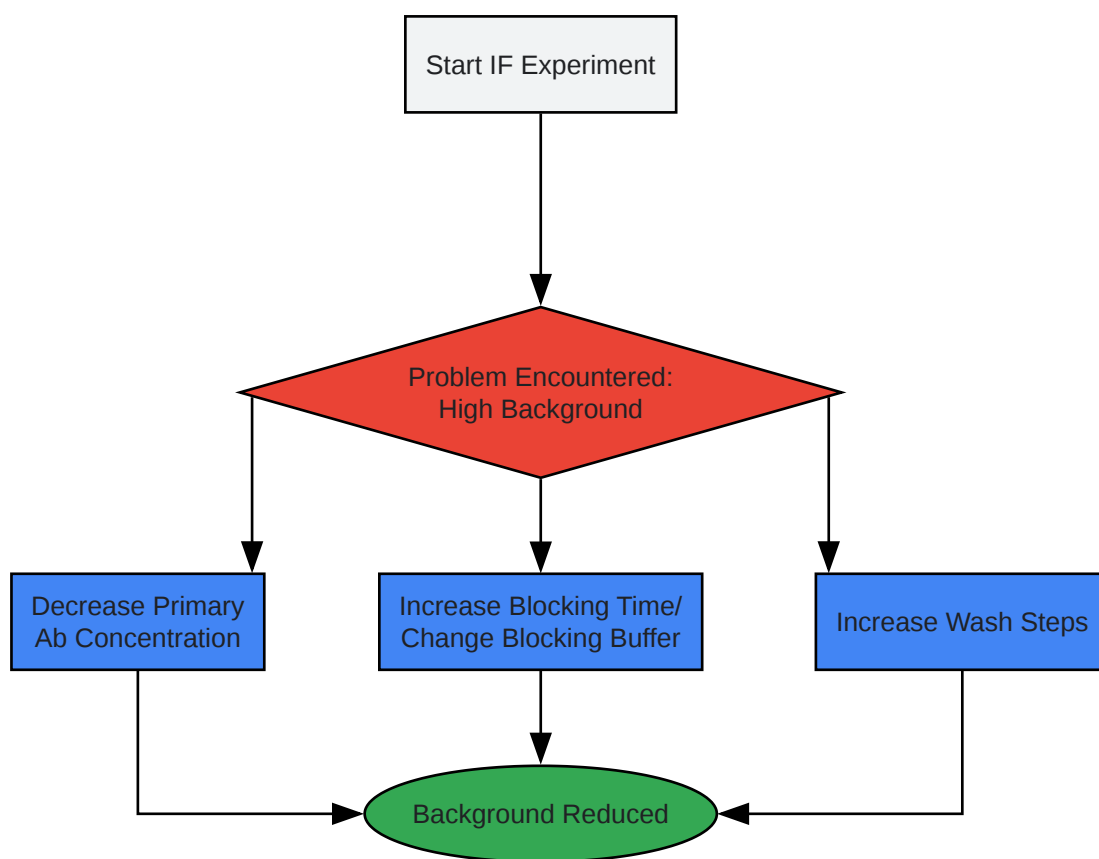 Start IF Experiment
Problem Encountered:
High Background
Decrease Primary
Ab Concentration
Increase Blocking Time/
Change Blocking Buffer
Increase Wash Steps
Background Reduced